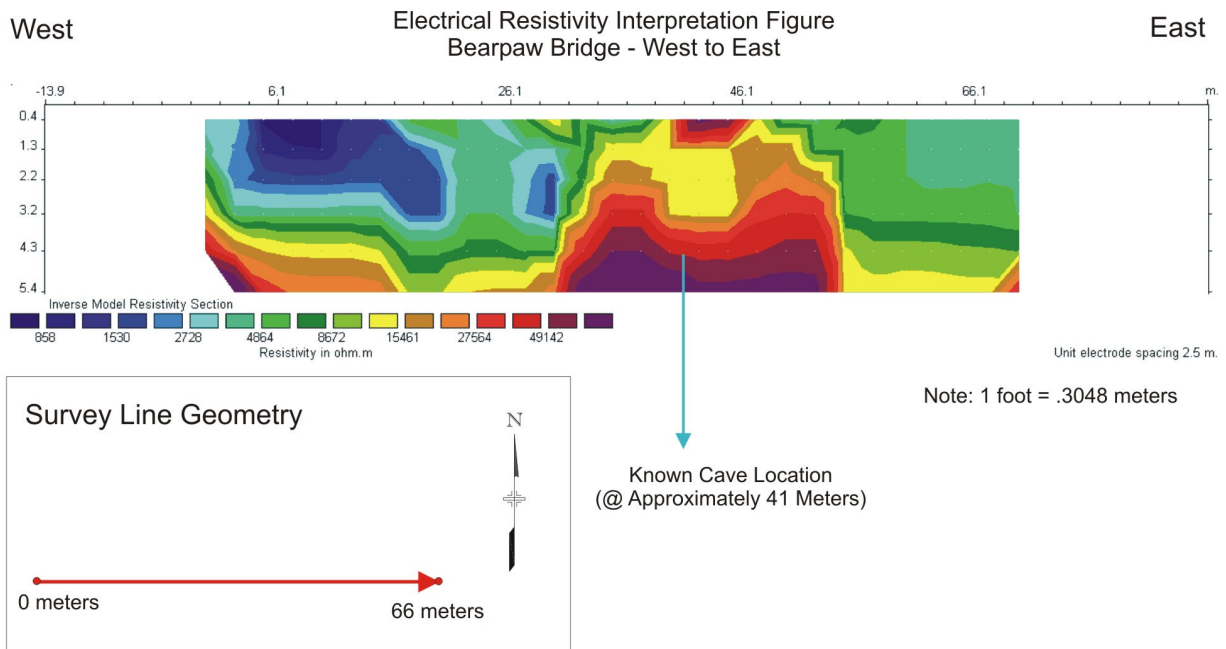 West
Electrical Resistivity Interpretation Figure
Bearpaw Bridge - West to East
East
-13.9 6.1 26.1 46.1 66.1 m.
0.4
1.3
2.2
3.2
4.3
5.4
Inverse Model Resistivity Section
858 1530 2728 4864 8672 15461 27564 49142
Resistivity in ohm.m
Unit electrode spacing 2.5 m.
Note: 1 foot = .3048 meters
Survey Line Geometry
N
0 meters
66 meters
Known Cave Location
(@ Approximately 41 Meters)